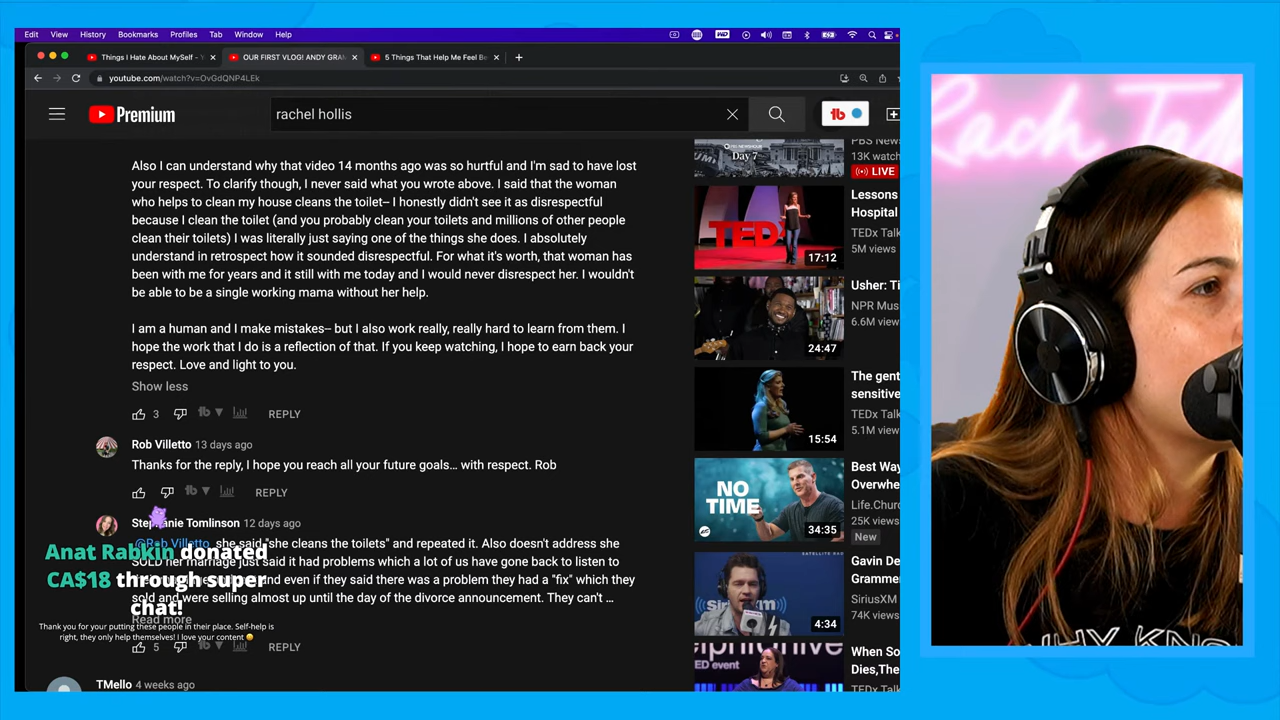 Edit View History Bookmarks Profiles Tab Window Help
Things I Hate About MySelf -
OUR FIRST VLOG! ANDY GRA
5 Things That Help Me Feel Be
youtube.com/watch?v=OvGdQNP4LEk
Premium
rachel hollis
Also I can understand why that video 14 months ago was so hurtful and I'm sad to have lost
your respect. To clarify though, I never said what you wrote above. I said that the woman
who helps to clean my house cleans the toilet-- I honestly didn't see it as disrespectful
because I clean the toilet (and you probably clean your toilets and millions of other people
clean their toilets) I was literally just saying one of the things she does. I absolutely
understand in retrospect how it sounded disrespectful. For what it's worth, that woman has
been with me for years and it still with me today and I would never disrespect her. I wouldn't
be able to be a single working mama without her help.
I am a human and I make mistakes-- but I also work really, really hard to learn from them. I
hope the work that I do is a reflection of that. If you keep watching, I hope to earn back your
respect. Love and light to you.
Show less
3 REPLY
Rob Villetto 13 days ago
Thanks for the reply, I hope you reach all your future goals... with respect. Rob
REPLY
Stephanie Tomlinson 12 days ago
@Rob Villetto she said "she cleans the toilets" and repeated it. Also doesn't address she
SOLD her marriage just said it had problems which a lot of us have gone back to listen to
and even if they said there was a problem they had a "fix" which they
sold and were selling almost up until the day of the divorce announcement. They can't ...
Read more
5 REPLY
TMello 4 weeks ago
Anat Rabkin donated
CA$18 through super
chat!
Thank you for your putting these people in their place. Self-help is
right, they only help themselves! I love your content
PBS New
Day 7
13K watch
LIVE
Lessons
Hospital
TEDx Talk
5M views
TED
17:12
Usher: Ti
NPR Mus
6.6M view
24:47
The gent
sensitive
TEDx Talk
5.1M view
15:54
Best Way
Overwhe
Life.Churc
25K views
New
NO
TIME
34:35
Gavin De
Gramme
SiriusXM
74K view
siriusxm
4:34
When So
Dies,The
TEDx Talk
ED event
Rach Talk
WHY KNO